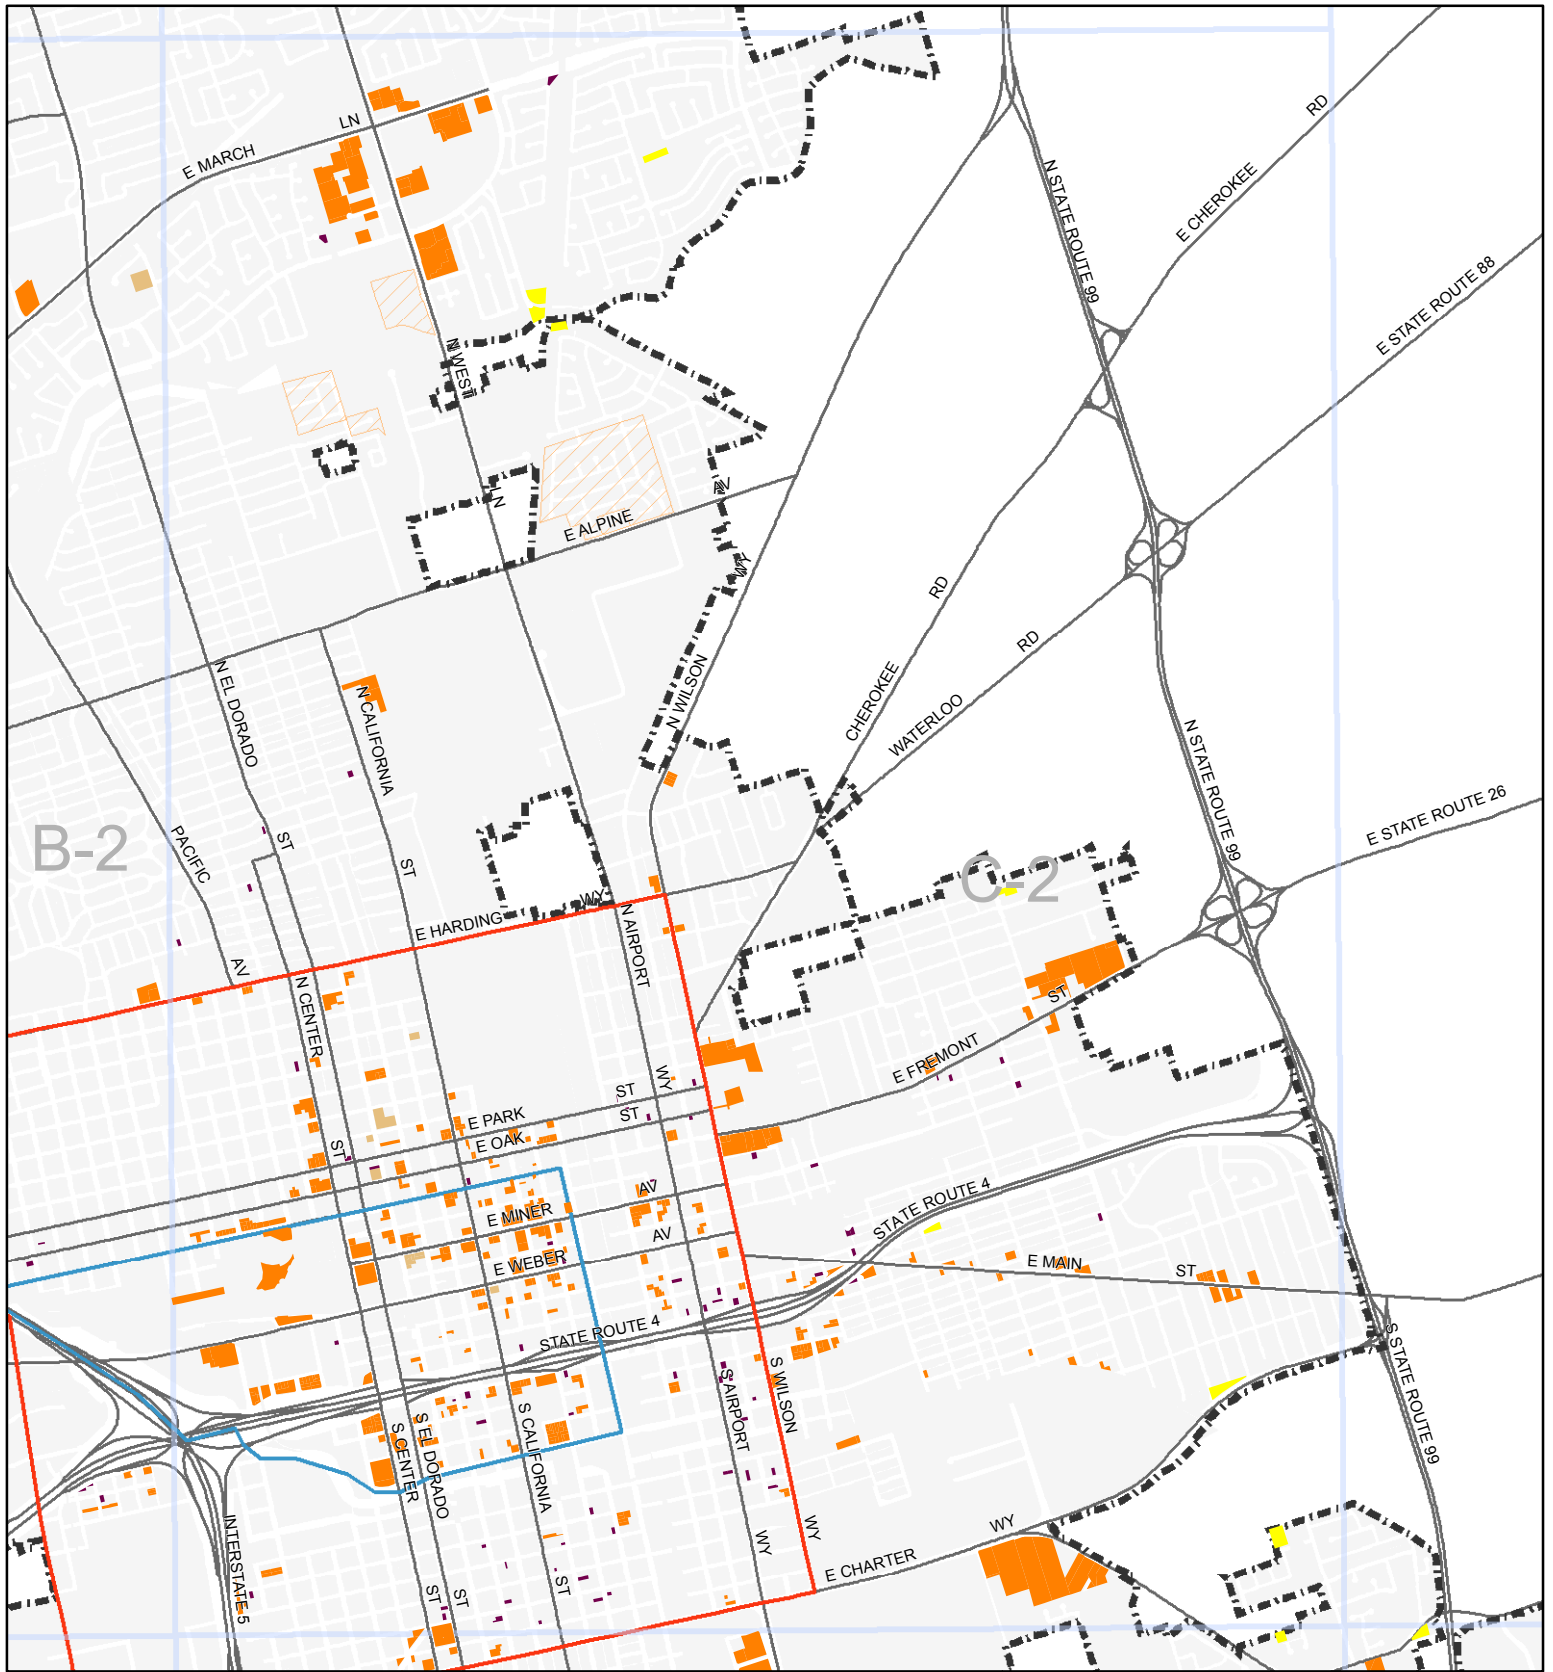 RD
LN
E MARCH
N STATE ROUTE 99
E CHEROKEE
E STATE ROUTE 88
N WEST
LN
AV
E ALPINE
WY
RD
RD
N EL DORADO
N CALIFORNIA
N WILSON
CHEROKEE
WATERLOO
N STATE ROUTE 99
E STATE ROUTE 26
B-2
PACIFIC
ST
ST
C-2
WY
E HARDING
N AIRPORT
AV
N CENTER
ST
E FREMONT
WY
ST
E PARK
ST
E OAK
ST
AV
E MINER
STATE ROUTE 4
AV
E WEBER
E MAIN
ST
STATE ROUTE 4
S STATE ROUTE 99
S AIRPORT
S WILSON
S CENTER
S EL DORADO
S CALIFORNIA
INTERSTATE 5
WY
WY
WY
E CHARTER
ST
ST
ST